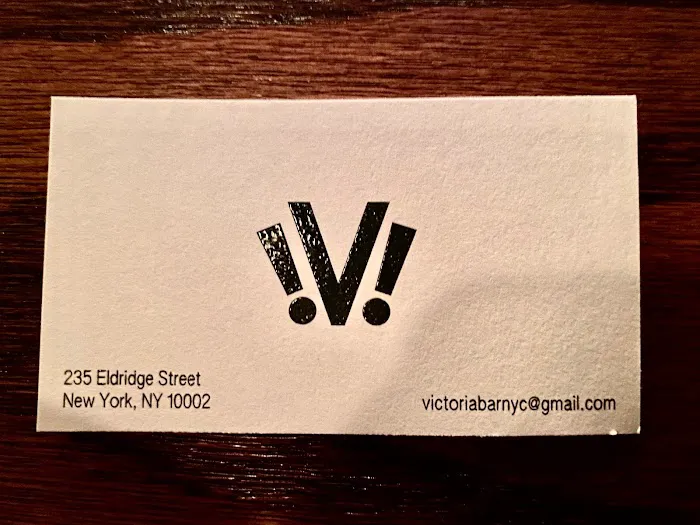 !V!
235 Eldridge Street
New York, NY 10002
victoriabarnyc@gmail.com